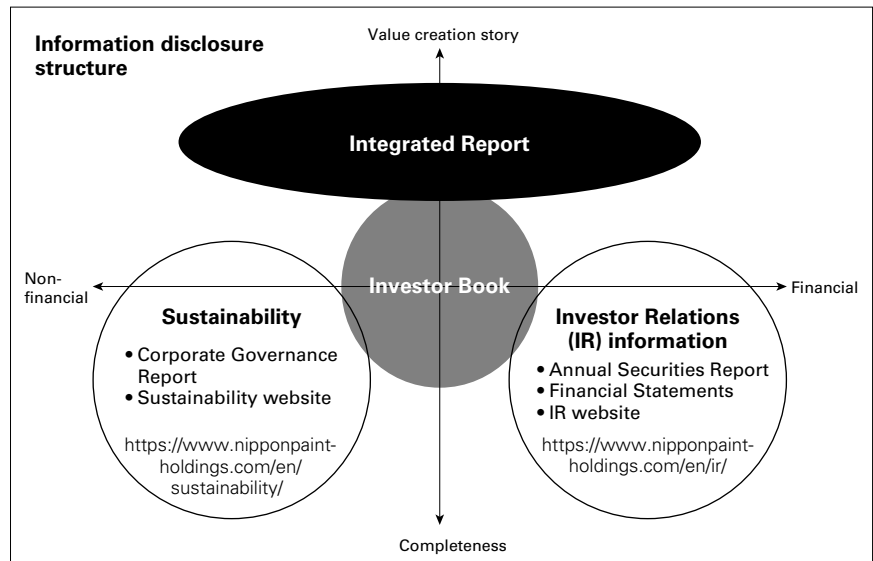 Information disclosure
structure
Value creation story
Integrated Report
Non-
financial
Investor Book
Financial
Sustainability
• Corporate Governance
Report
• Sustainability website
https://www.nipponpaint-
holdings.com/en/
sustainability/
Investor Relations
(IR) information
• Annual Securities Report
• Financial Statements
• IR website
https://www.nipponpaint-
holdings.com/en/ir/
Completeness